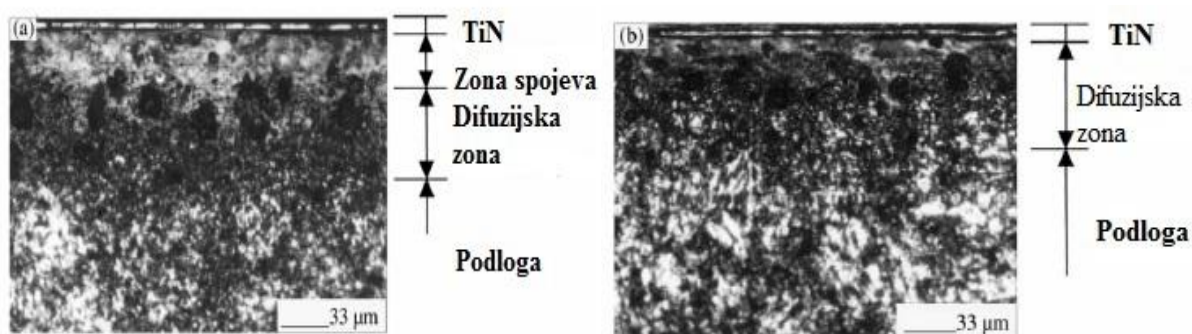 (a)
TiN
Zona spojeva
Difuzijska
zona
Podloga
33 µm
(b)
TiN
Difuzijska
zona
Podloga
33 µm